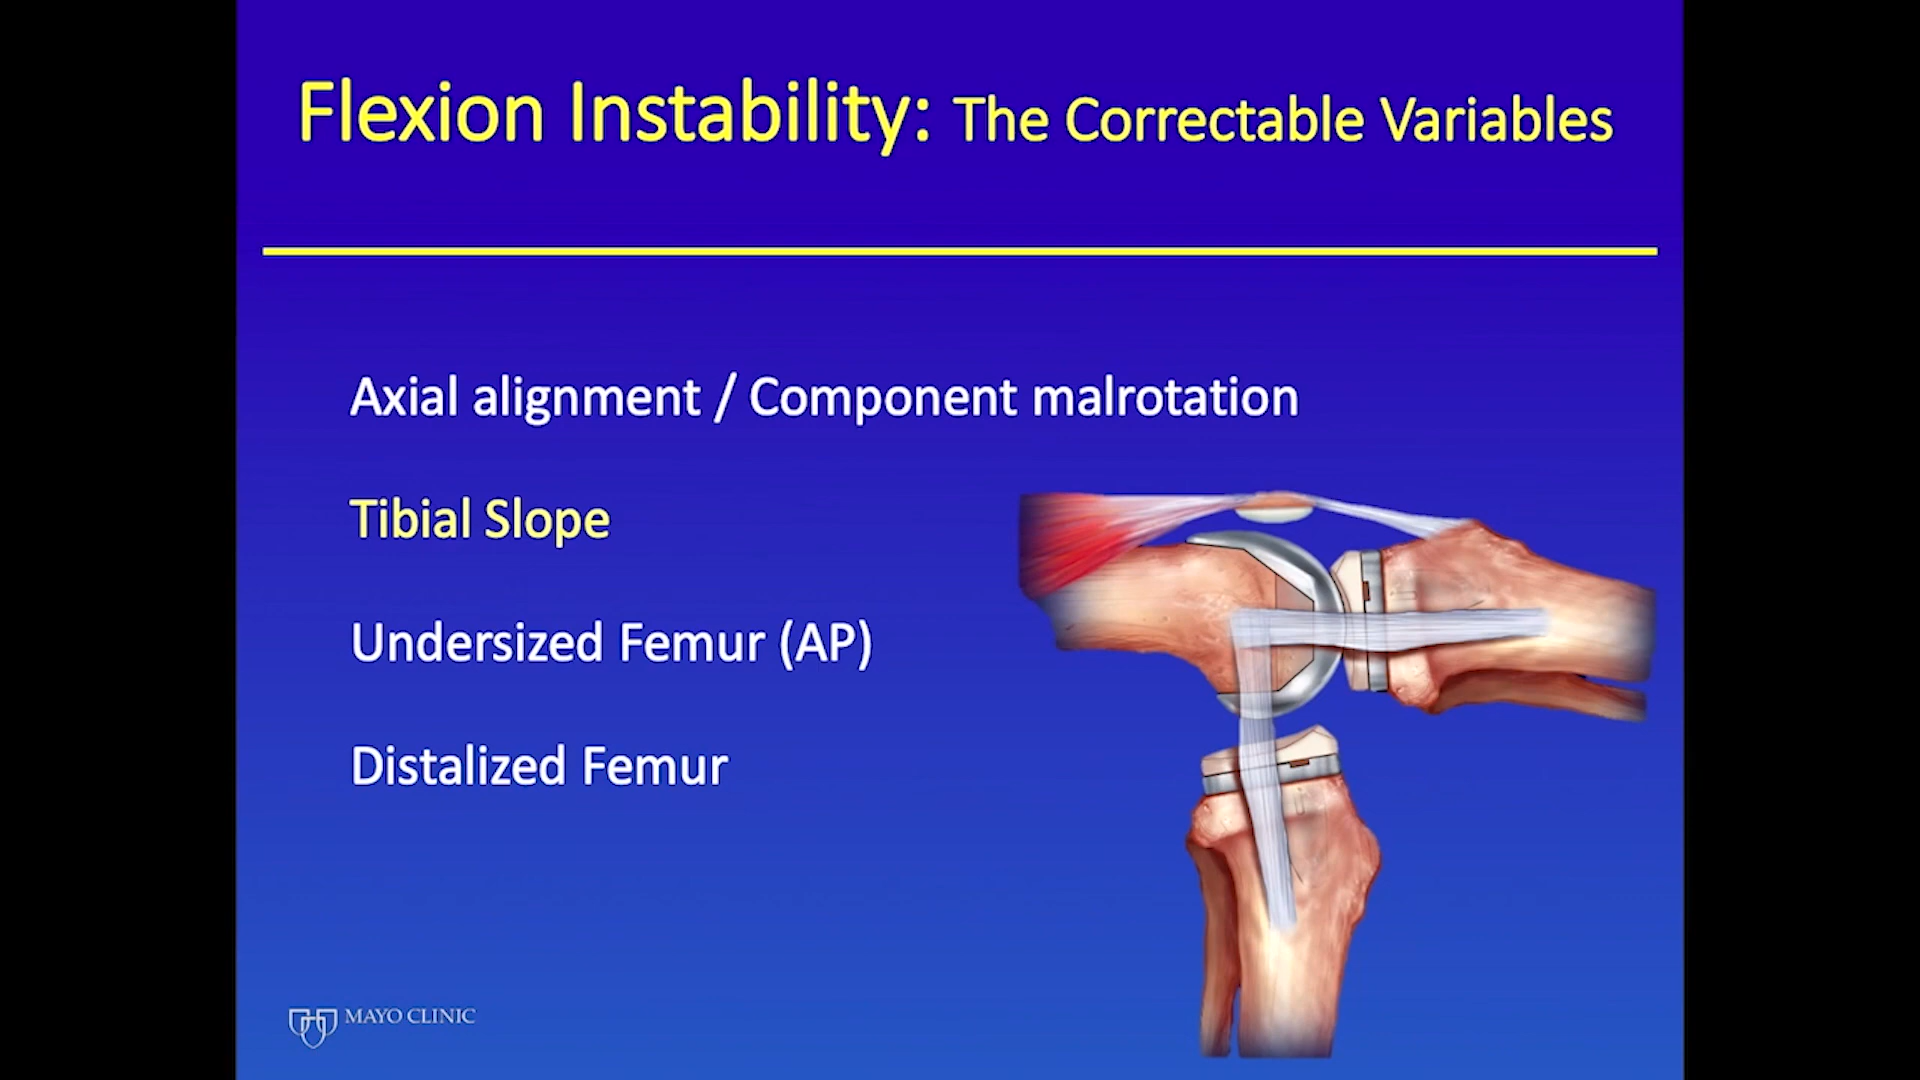 Flexion Instability: The Correctable Variables
Axial alignment / Component malrotation
Tibial Slope
Undersized Femur (AP)
Distalized Femur
MAYO CLINIC